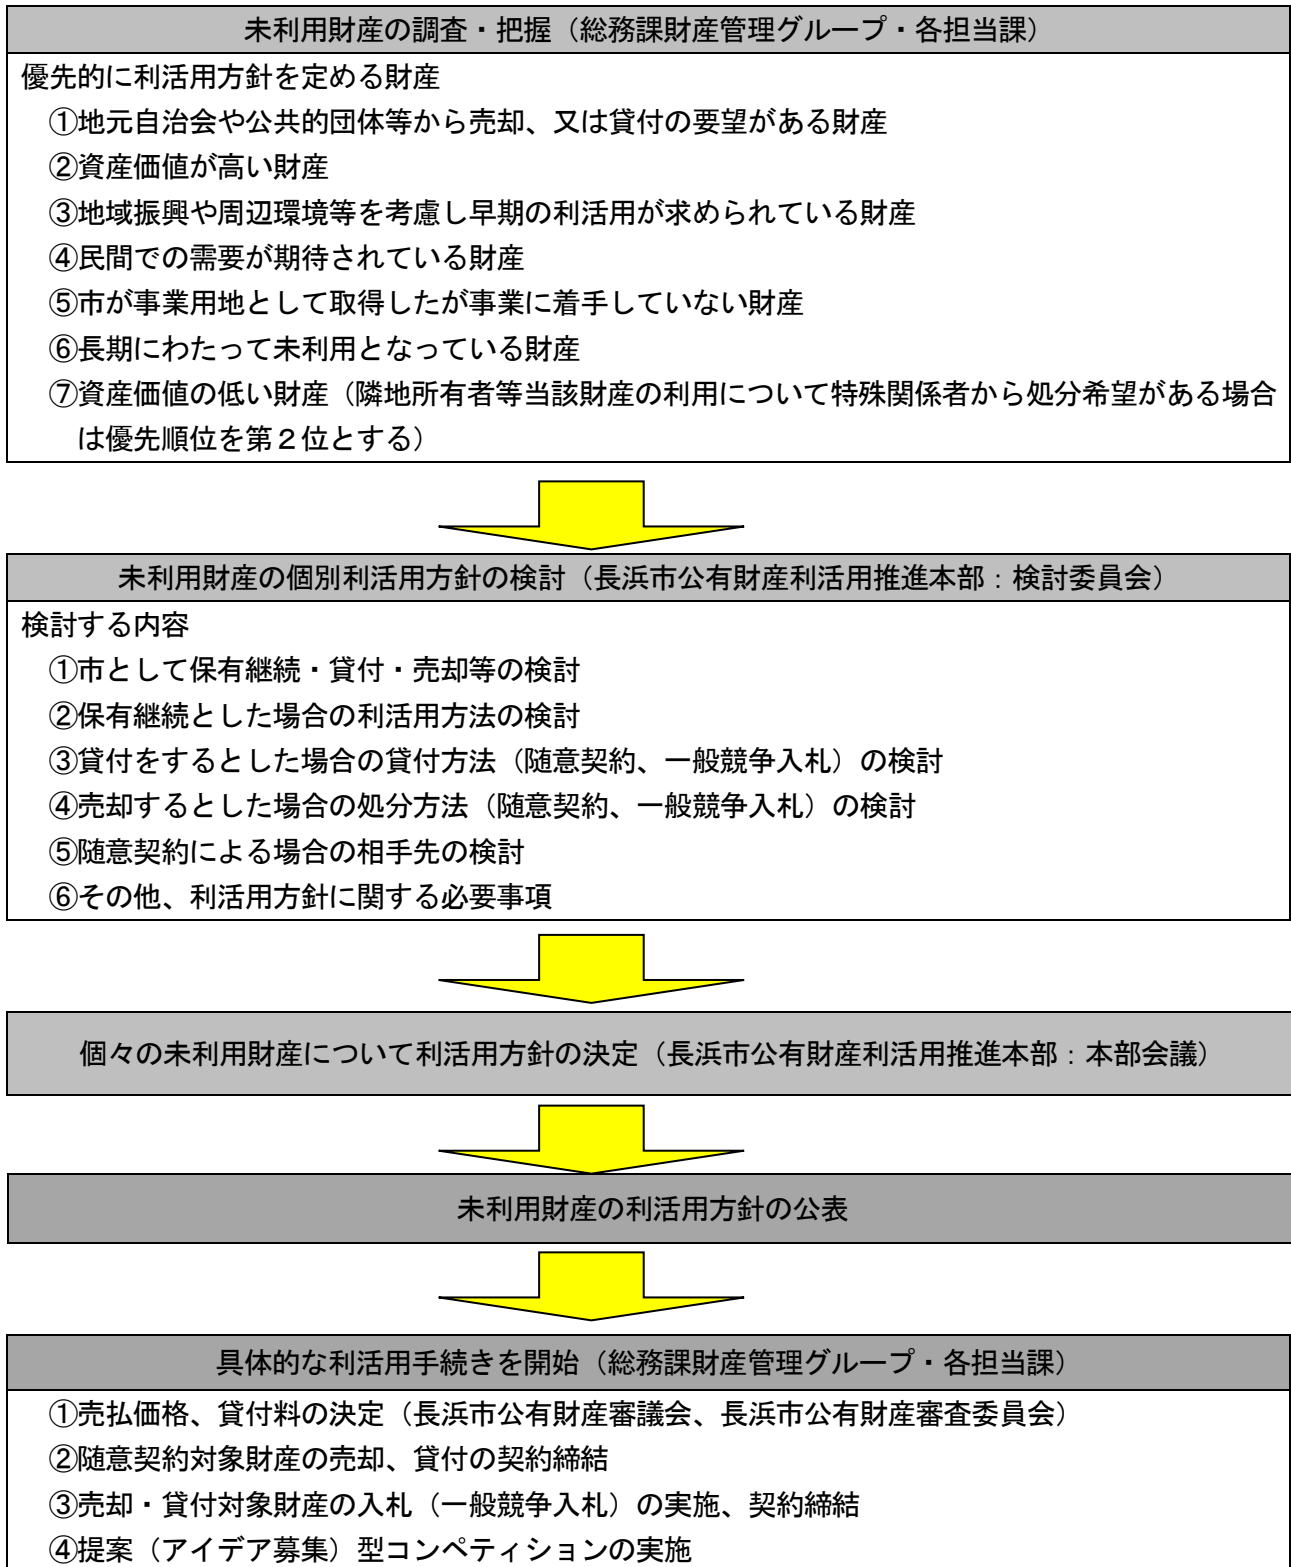 未利用財産の調査・把握（総務課財産管理グループ・各担当課）
優先的に利活用方針を定める財産
①地元自治会や公共的団体等から売却、又は貸付の要望がある財産
②資産価値が高い財産
③地域振興や周辺環境等を考慮し早期の利活用が求められている財産
④民間での需要が期待されている財産
⑤市が事業用地として取得したが事業に着手していない財産
⑥長期にわたって未利用となっている財産
⑦資産価値の低い財産（隣地所有者等当該財産の利用について特殊関係者から処分希望がある場合
は優先順位を第２位とする）
未利用財産の個別利活用方針の検討（長浜市公有財産利活用推進本部：検討委員会）
検討する内容
①市として保有継続・貸付・売却等の検討
②保有継続とした場合の利活用方法の検討
③貸付をするとした場合の貸付方法（随意契約、一般競争入札）の検討
④売却するとした場合の処分方法（随意契約、一般競争入札）の検討
⑤随意契約による場合の相手先の検討
⑥その他、利活用方針に関する必要事項
個々の未利用財産について利活用方針の決定（長浜市公有財産利活用推進本部：本部会議）
未利用財産の利活用方針の公表
具体的な利活用手続きを開始（総務課財産管理グループ・各担当課）
①売払価格、貸付料の決定（長浜市公有財産審議会、長浜市公有財産審査委員会）
②随意契約対象財産の売却、貸付の契約締結
③売却・貸付対象財産の入札（一般競争入札）の実施、契約締結
④提案（アイデア募集）型コンペティションの実施